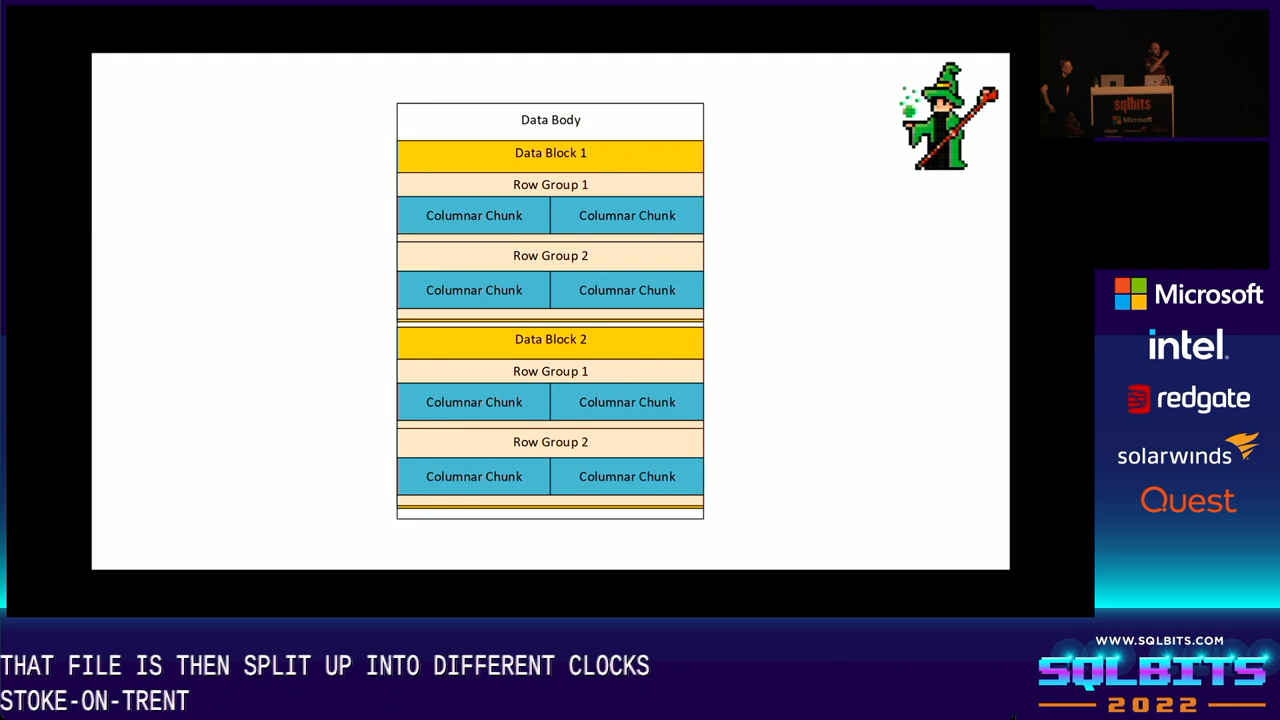 Data Body
Data Block 1
Row Group 1
Columnar Chunk Columnar Chunk
Row Group 2
Columnar Chunk Columnar Chunk
Data Block 2
Row Group 1
Columnar Chunk Columnar Chunk
Row Group 2
Columnar Chunk Columnar Chunk
sqlbits
Microsoft
Microsoft
intel.
redgate
solarwinds
Quest
WWW.SQLBITS.COM
SQLBITS
2022
THAT FILE IS THEN SPLIT UP INTO DIFFERENT CLOCKS
STOKE-ON-TRENT